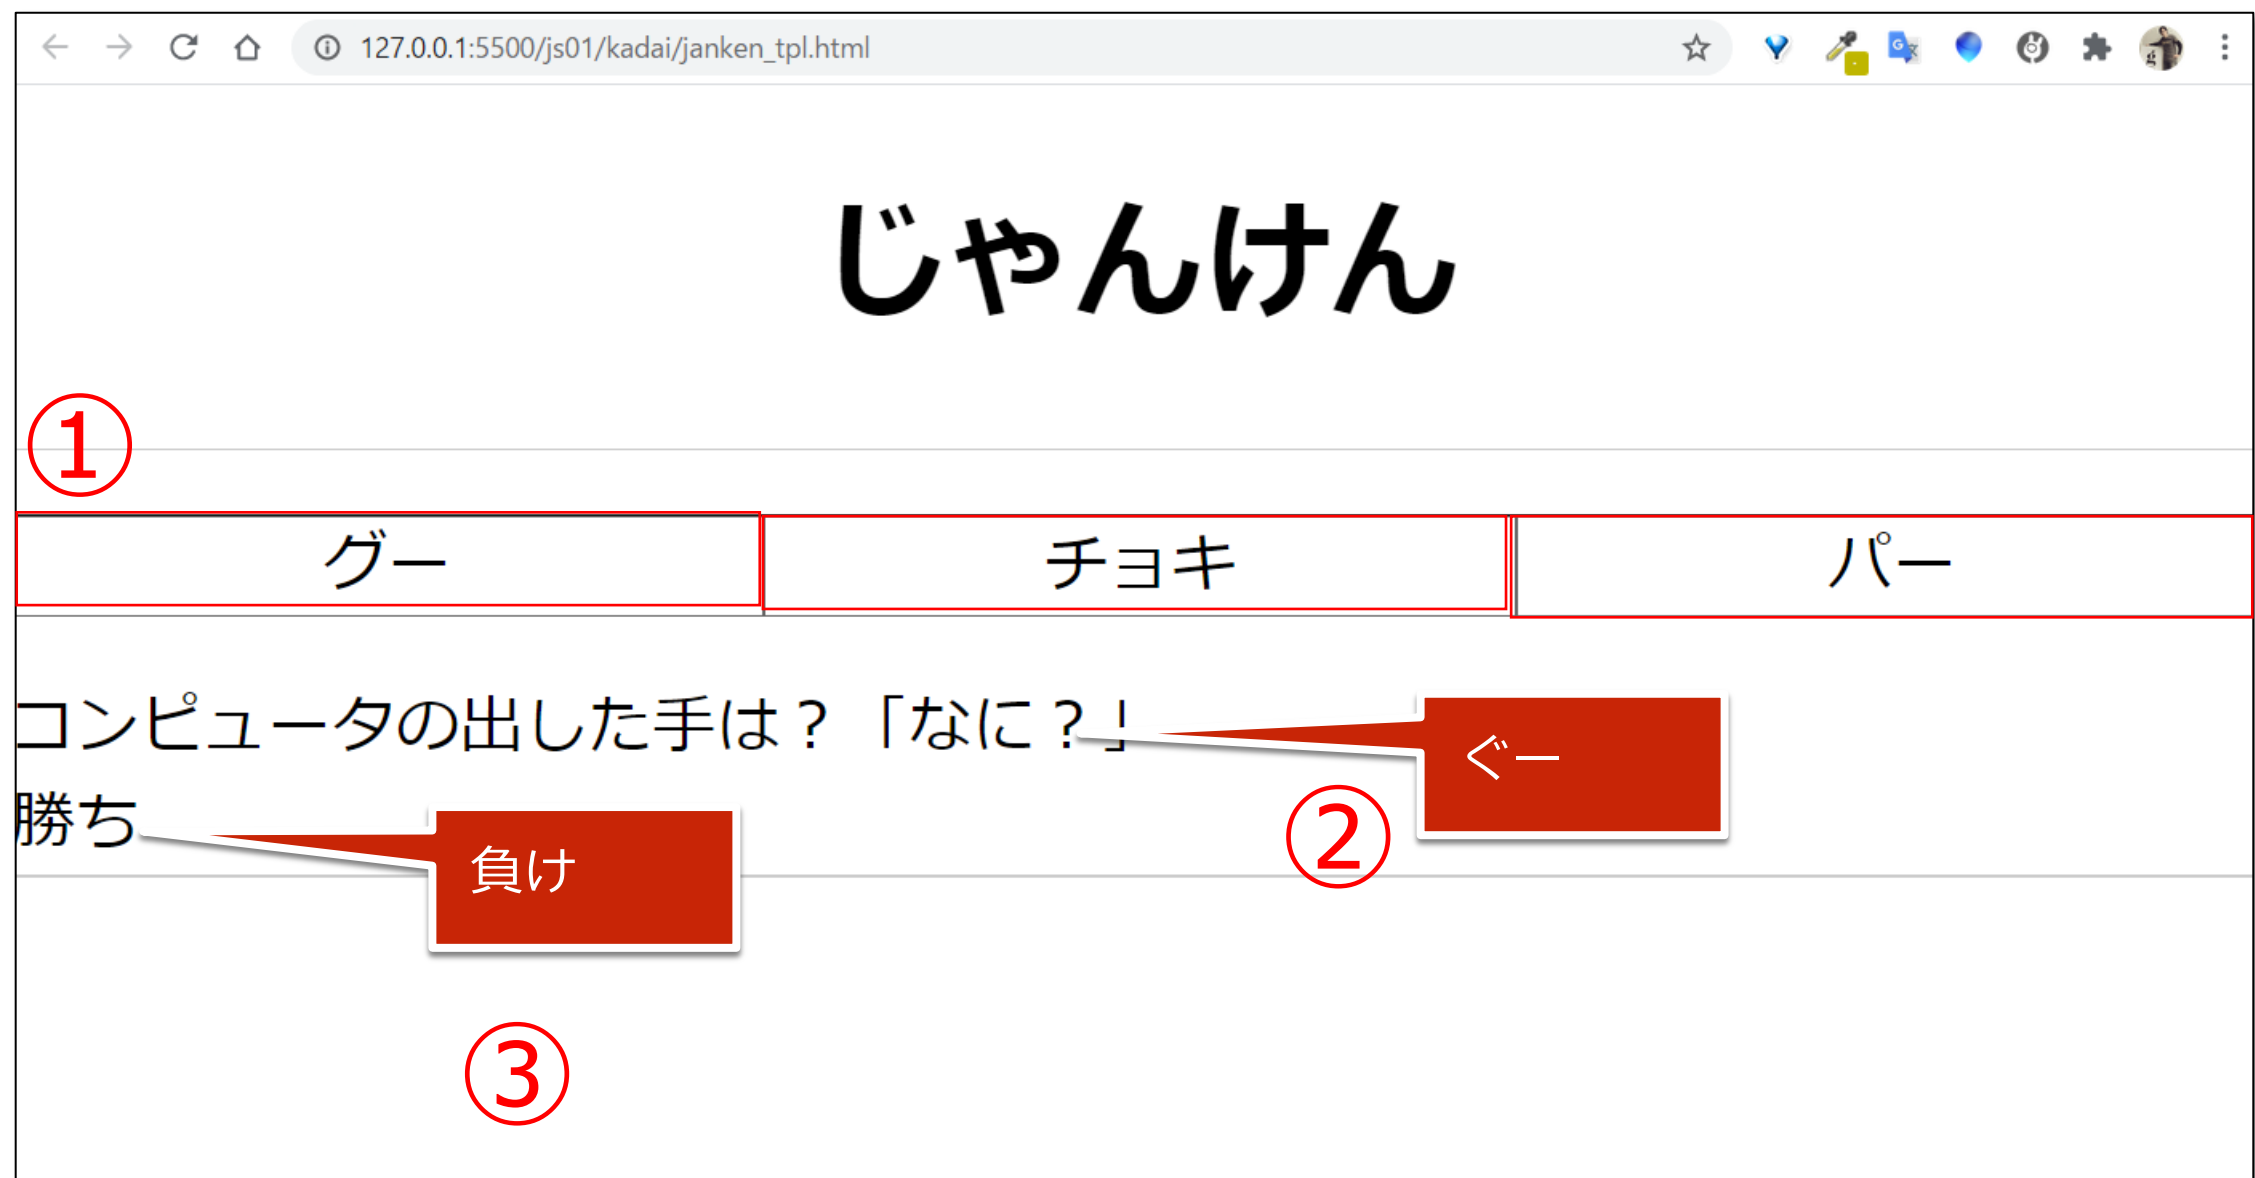 127.0.0.1:5500/js01/kadai/janken_tpl.html
じゃんけん
①
グー
チョキ
パー
コンピュータの出した手は？「なに？」
ぐー
②
勝ち
負け
③